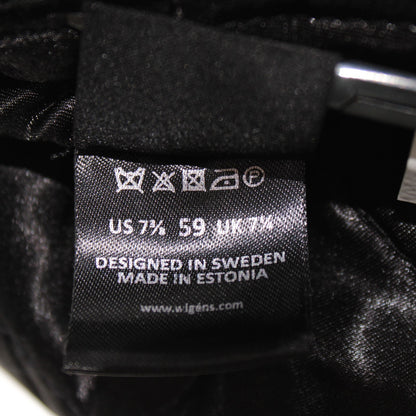 US 7⅜ 59 UK 7¼
DESIGNED IN SWEDEN
MADE IN ESTONIA
www.wigens.com